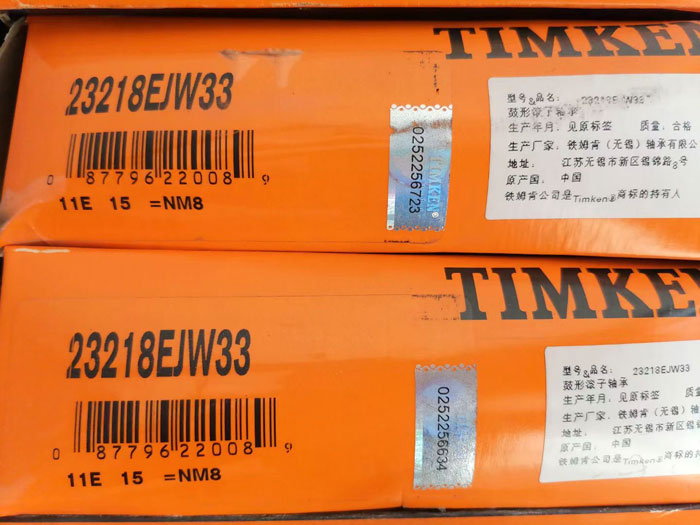 TIMKEN
23218EJW33
0 87796 22008 9
11E 15 =NM8
0252256723
TIMKEN®
型号&品名: 23218EJW33
鼓形滚子轴承
生产年月: 见原标签 质量: 合格
生产厂家: 铁姆肯(无锡)轴承有限公
地址: 江苏无锡市新区锡锦路8号
原产国: 中国
铁姆肯公司是Timken®商标的持有人
TIMKE
23218EJW33
0 87796 22008 9
11E 15 =NM8
0252256634
型号&品名: 23218EJW33
鼓形滚子轴承
生产年月: 见原标签 质
生产厂家: 铁姆肯(无锡)轴
地址: 江苏无锡市新区锡
原产国: 中国
铁姆肯公司是Timken®商标的持